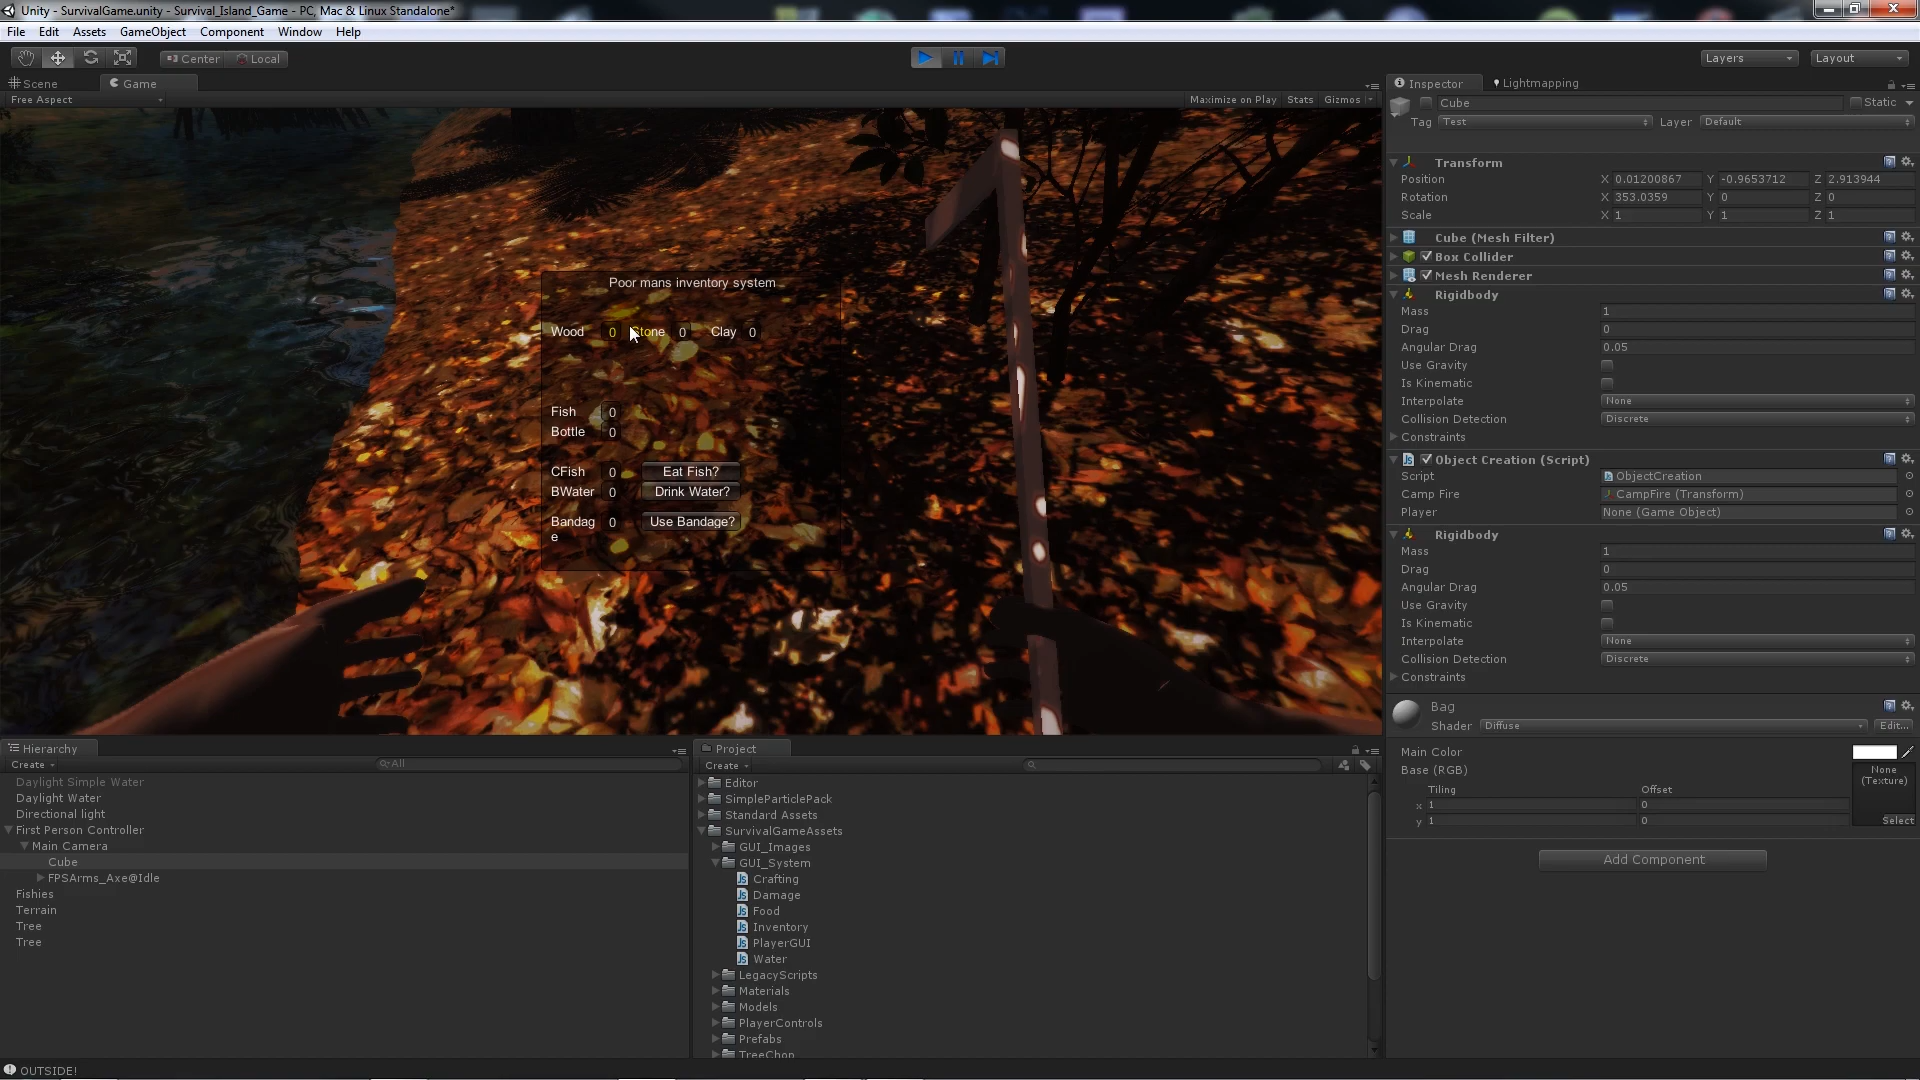 Unity - SurvivalGame.unity - Survival_Island_Game - PC, Mac & Linux Standalone*
File Edit Assets GameObject Component Window Help
Center Local Layers Layout
Scene Game
Free Aspect Maximize on Play Stats Gizmos
Poor mans inventory system
Wood 0 Stone 0 Clay 0
Fish 0
Bottle 0
CFish 0 Eat Fish?
BWater 0 Drink Water?
Bandag 0 Use Bandage?
e
Inspector Lightmapping
Cube Static
Tag Test Layer Default
Transform
Position X 0.01200867 Y -0.9653712 Z 2.913944
Rotation X 353.0359 Y 0 Z 0
Scale X 1 Y 1 Z 1
Cube (Mesh Filter)
Box Collider
Mesh Renderer
Rigidbody
Mass 1
Drag 0
Angular Drag 0.05
Use Gravity
Is Kinematic
Interpolate None
Collision Detection Discrete
Constraints
Object Creation (Script)
Script ObjectCreation
Camp Fire CampFire (Transform)
Player None (Game Object)
Rigidbody
Mass 1
Drag 0
Angular Drag 0.05
Use Gravity
Is Kinematic
Interpolate None
Collision Detection Discrete
Constraints
Bag
Shader Diffuse Edit...
Main Color
Base (RGB) None
(Texture)
Tiling Offset
x 1 0
y 1 0 Select
Add Component
Hierarchy
Create All
Daylight Simple Water
Daylight Water
Directional light
First Person Controller
Main Camera
Cube
FPSArms_Axe@Idle
Fishies
Terrain
Tree
Tree
Project
Create
Editor
SimpleParticlePack
Standard Assets
SurvivalGameAssets
GUI_Images
GUI_System
Crafting
Damage
Food
Inventory
PlayerGUI
Water
LegacyScripts
Materials
Models
PlayerControls
Prefabs
TreeChop
OUTSIDE!